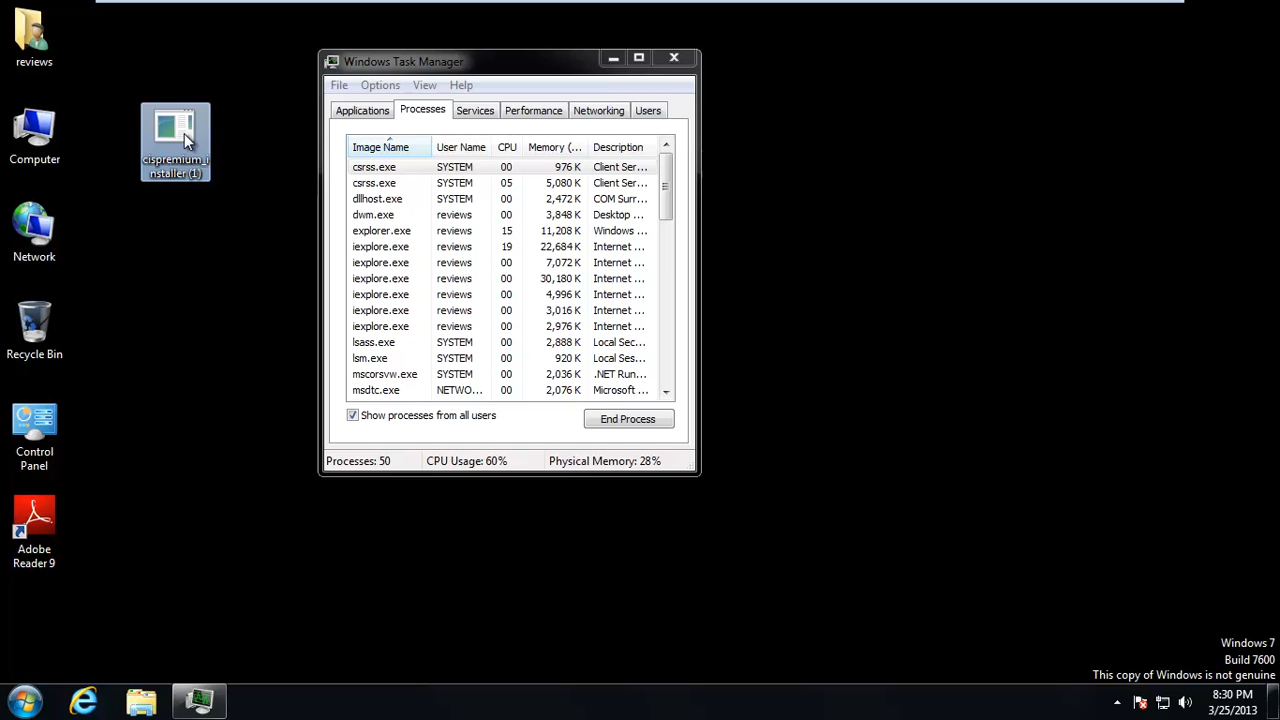 reviews
Computer
Network
Recycle Bin
Control
Panel
Adobe
Reader 9
cispremium_i
nstaller (1)
Windows Task Manager
File Options View Help
Applications Processes Services Performance Networking Users
Image Name User Name CPU Memory (... Description
csrss.exe SYSTEM 00 976 K Client Ser...
csrss.exe SYSTEM 05 5,080 K Client Ser...
dllhost.exe SYSTEM 00 2,472 K COM Surr...
dwm.exe reviews 00 3,848 K Desktop ...
explorer.exe reviews 15 11,208 K Windows ...
iexplore.exe reviews 19 22,684 K Internet ...
iexplore.exe reviews 00 7,072 K Internet ...
iexplore.exe reviews 00 30,180 K Internet ...
iexplore.exe reviews 00 4,996 K Internet ...
iexplore.exe reviews 00 3,016 K Internet ...
iexplore.exe reviews 00 2,976 K Internet ...
lsass.exe SYSTEM 00 2,888 K Local Sec...
lsm.exe SYSTEM 00 920 K Local Ses...
mscorsvw.exe SYSTEM 00 2,036 K .NET Run...
msdtc.exe NETWO... 00 2,076 K Microsoft ...
Show processes from all users End Process
Processes: 50 CPU Usage: 60% Physical Memory: 28%
Windows 7
Build 7600
This copy of Windows is not genuine
8:30 PM
3/25/2013